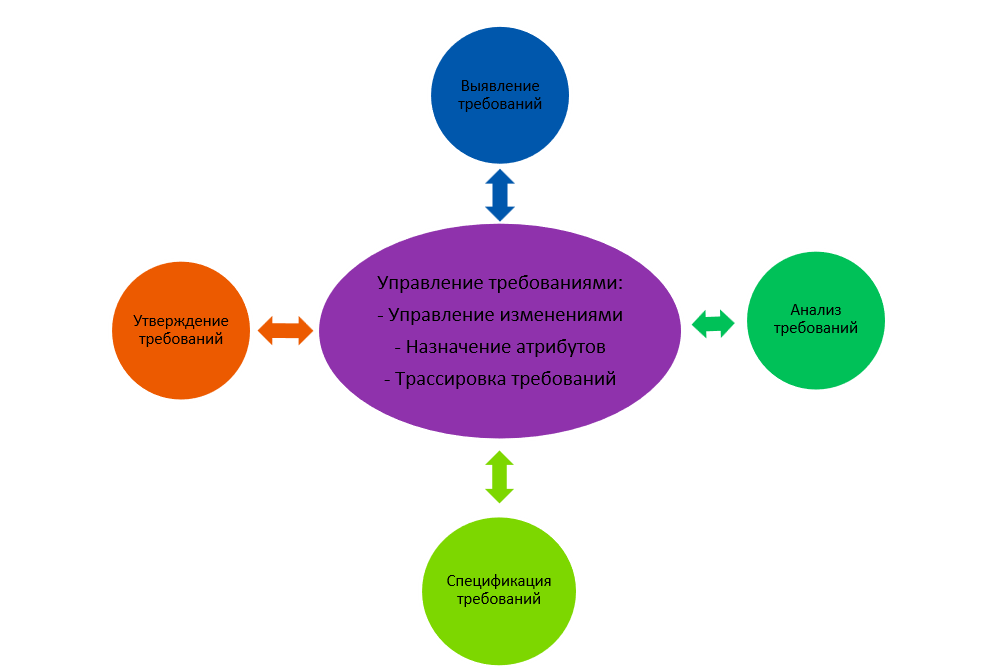 Выявление
требований
Управление требованиями:
- Управление изменениями
- Назначение атрибутов
- Трассировка требований
Утверждение
требований
Анализ
требований
Спецификация
требований